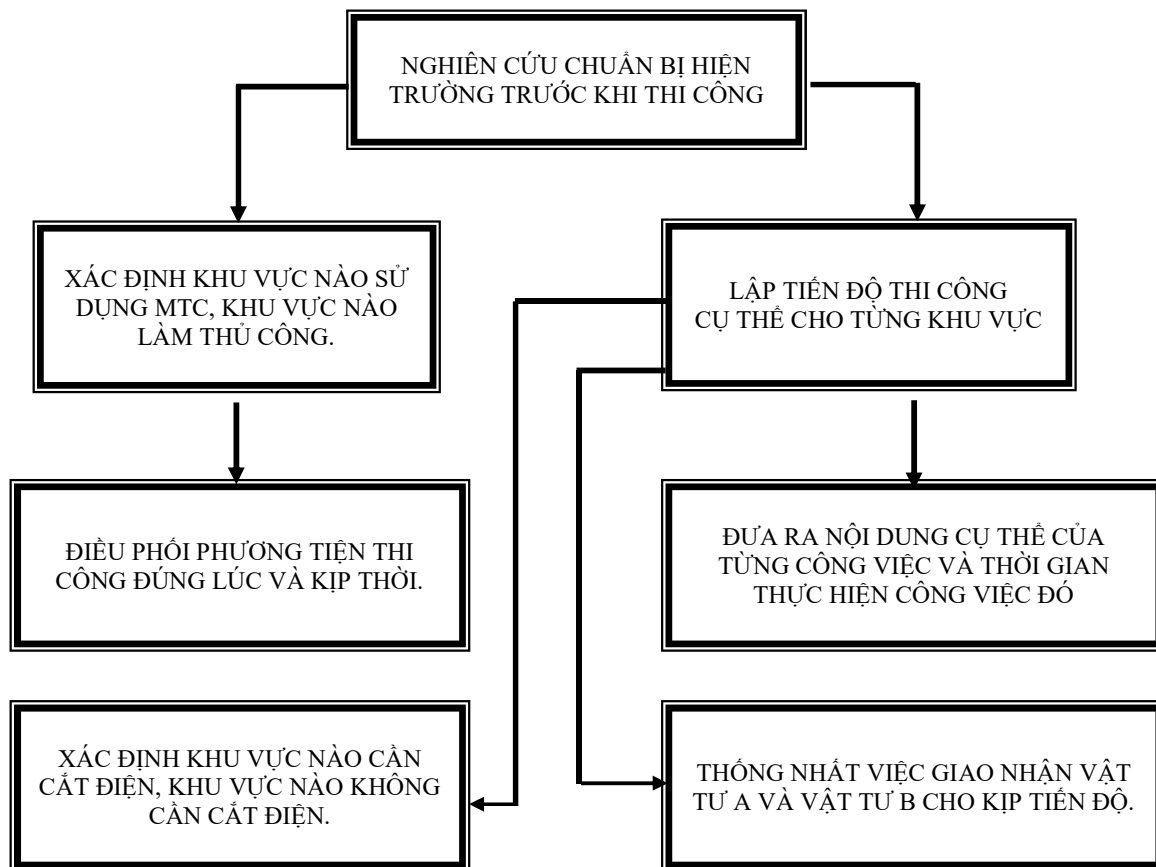 NGHIÊN CỨU CHUẨN BỊ HIỆN
TRƯỜNG TRƯỚC KHI THI CÔNG
XÁC ĐỊNH KHU VỰC NÀO SỬ
DỤNG MTC, KHU VỰC NÀO
LÀM THỦ CÔNG.
LẬP TIẾN ĐỘ THI CÔNG
CỤ THỂ CHO TỪNG KHU VỰC
ĐIỀU PHỐI PHƯƠNG TIỆN THI
CÔNG ĐÚNG LÚC VÀ KỊP THỜI.
ĐƯA RA NỘI DUNG CỤ THỂ CỦA
TỪNG CÔNG VIỆC VÀ THỜI GIAN
THỰC HIỆN CÔNG VIỆC ĐÓ
XÁC ĐỊNH KHU VỰC NÀO CẦN
CẮT ĐIỆN, KHU VỰC NÀO KHÔNG
CẦN CẮT ĐIỆN.
THỐNG NHẤT VIỆC GIAO NHẬN VẬT
TƯ A VÀ VẬT TƯ B CHO KỊP TIẾN ĐỘ.